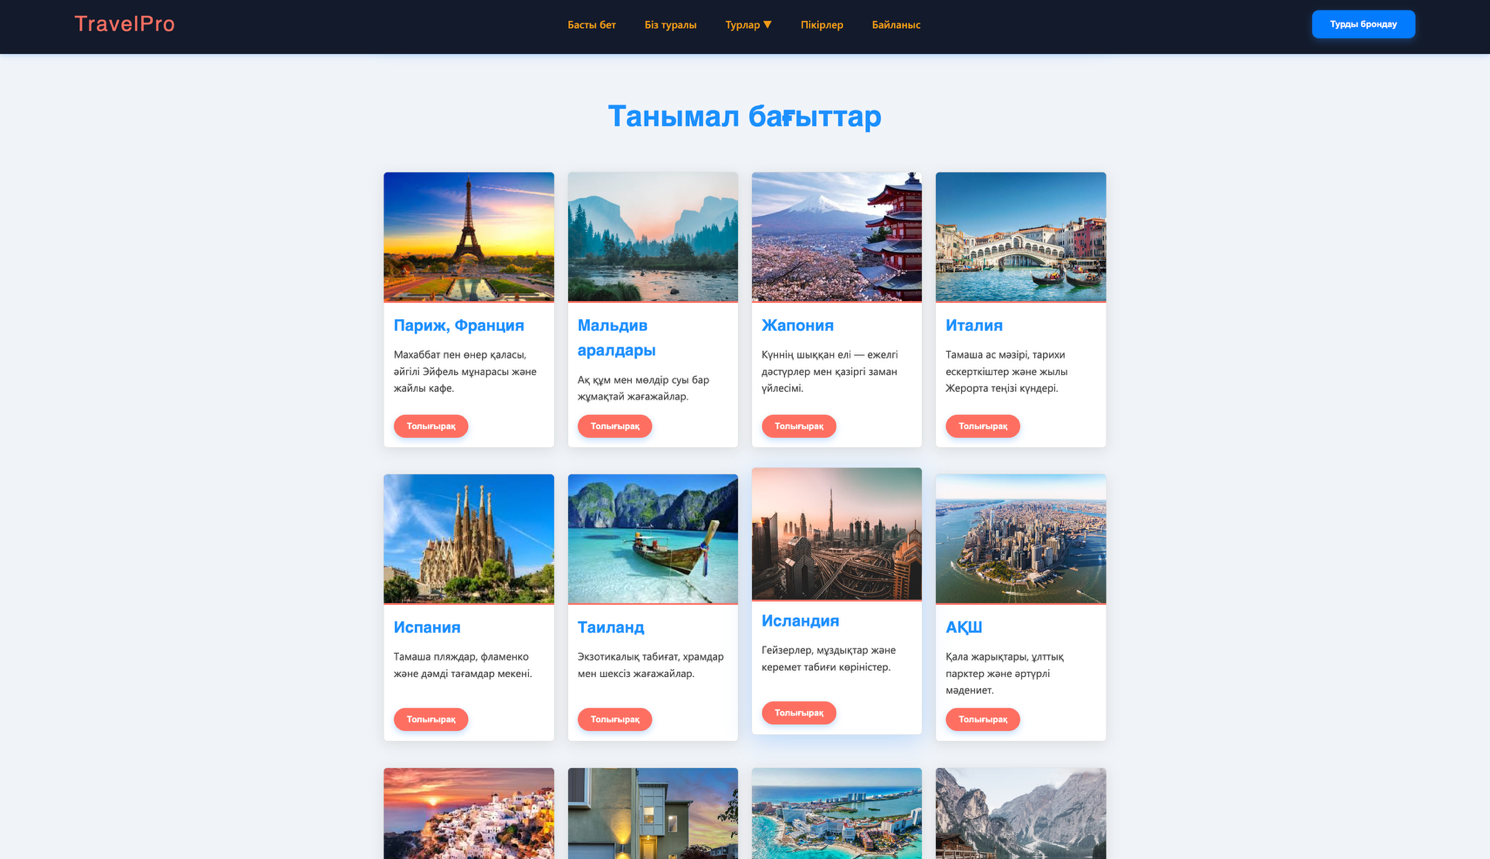 TravelPro
Басты бет
Біз туралы
Турлар ▼
Пікірлер
Байланыс
Турды брондау
Танымал бағыттар
Париж, Франция
Махаббат пен өнер қаласы,
әйгілі Эйфель мұнарасы және
жайлы кафе.
Толығырақ
Мальдив
аралдары
Ақ құм мен мөлдір суы бар
жұмақтай жағажайлар.
Толығырақ
Жапония
Күннің шыққан елі — ежелгі
дәстүрлер мен қазіргі заман
үйлесімі.
Толығырақ
Италия
Тамаша ас мәзірі, тарихи
ескерткіштер және жылы
Жерорта теңізі күндері.
Толығырақ
Испания
Тамаша пляждар, фламенко
және дәмді тағамдар мекені.
Толығырақ
Таиланд
Экзотикалық табиғат, храмдар
мен шексіз жағажайлар.
Толығырақ
Исландия
Гейзерлер, мұздықтар және
керемет табиғи көріністер.
Толығырақ
АҚШ
Қала жарықтары, ұлттық
парктер және әртүрлі
мәдениет.
Толығырақ